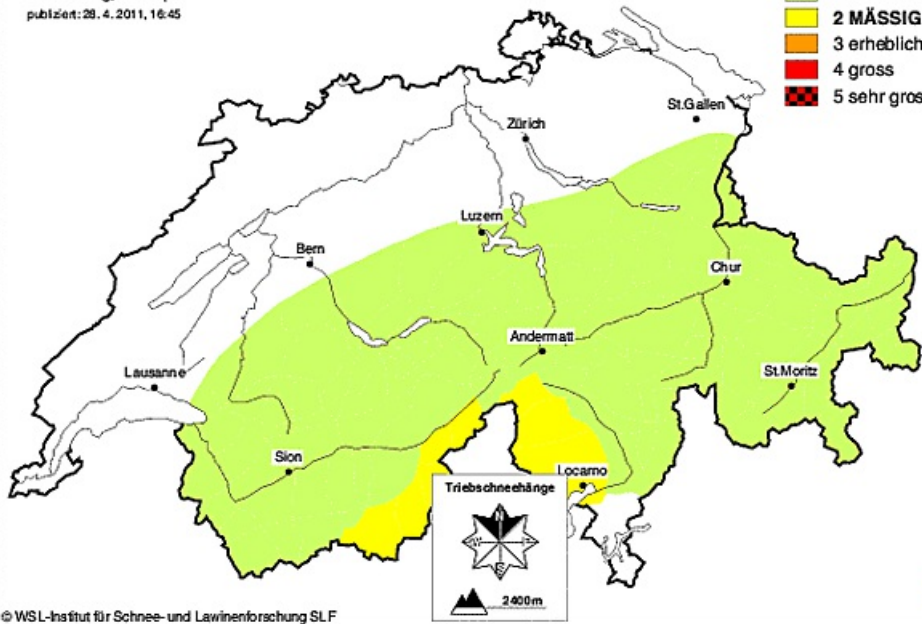 publiziert: 28. 4. 2011, 16:45
2 MÄSSIG
3 erheblich
4 gross
5 sehr gros
St.Gallen
Zürich
Luzern
Bern
Chur
Andermatt
Lausanne
St.Moritz
Sion
Locarno
Triebschneehänge
N
W
E
S
2400m
© WSL-Institut für Schnee- und Lawinenforschung SLF